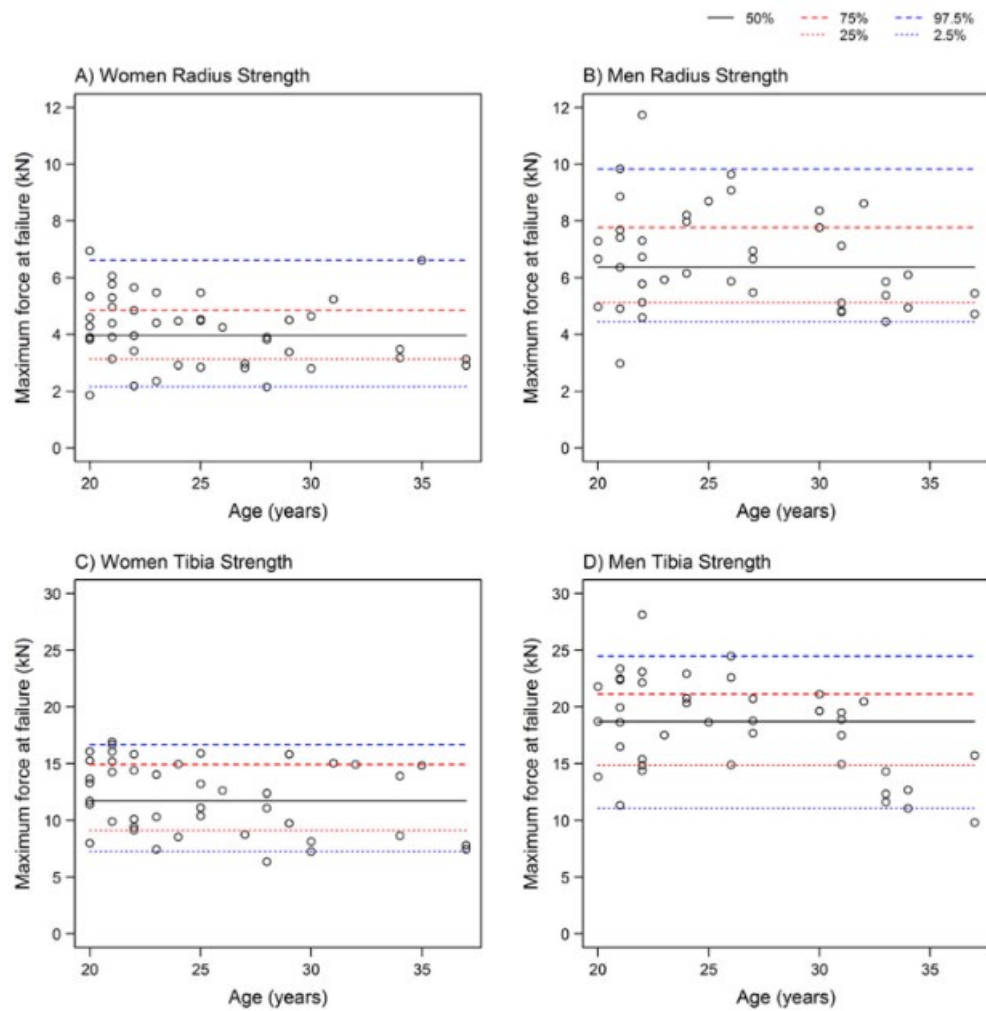 50% 75% 97.5%
25% 2.5%
A) Women Radius Strength
Maximum force at failure (kN)
12
10
8
6
4
2
0
20 25 30 35
Age (years)
B) Men Radius Strength
Maximum force at failure (kN)
12
10
8
6
4
2
0
20 25 30 35
Age (years)
C) Women Tibia Strength
Maximum force at failure (kN)
30
25
20
15
10
5
0
20 25 30 35
Age (years)
D) Men Tibia Strength
Maximum force at failure (kN)
30
25
20
15
10
5
0
20 25 30 35
Age (years)